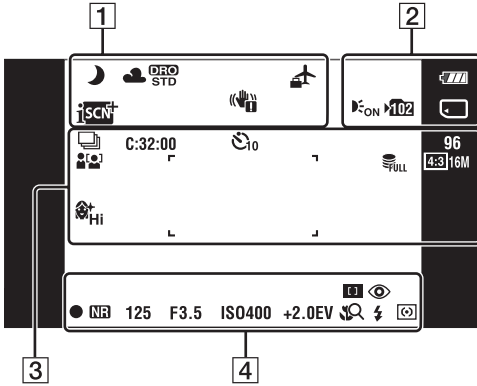 1 2
DRO
STD
iSCN+
ON 102
C:32:00 10 96
FULL 4:3 16M
Hi
NR 125 F3.5 ISO400 +2.0EV
3 4